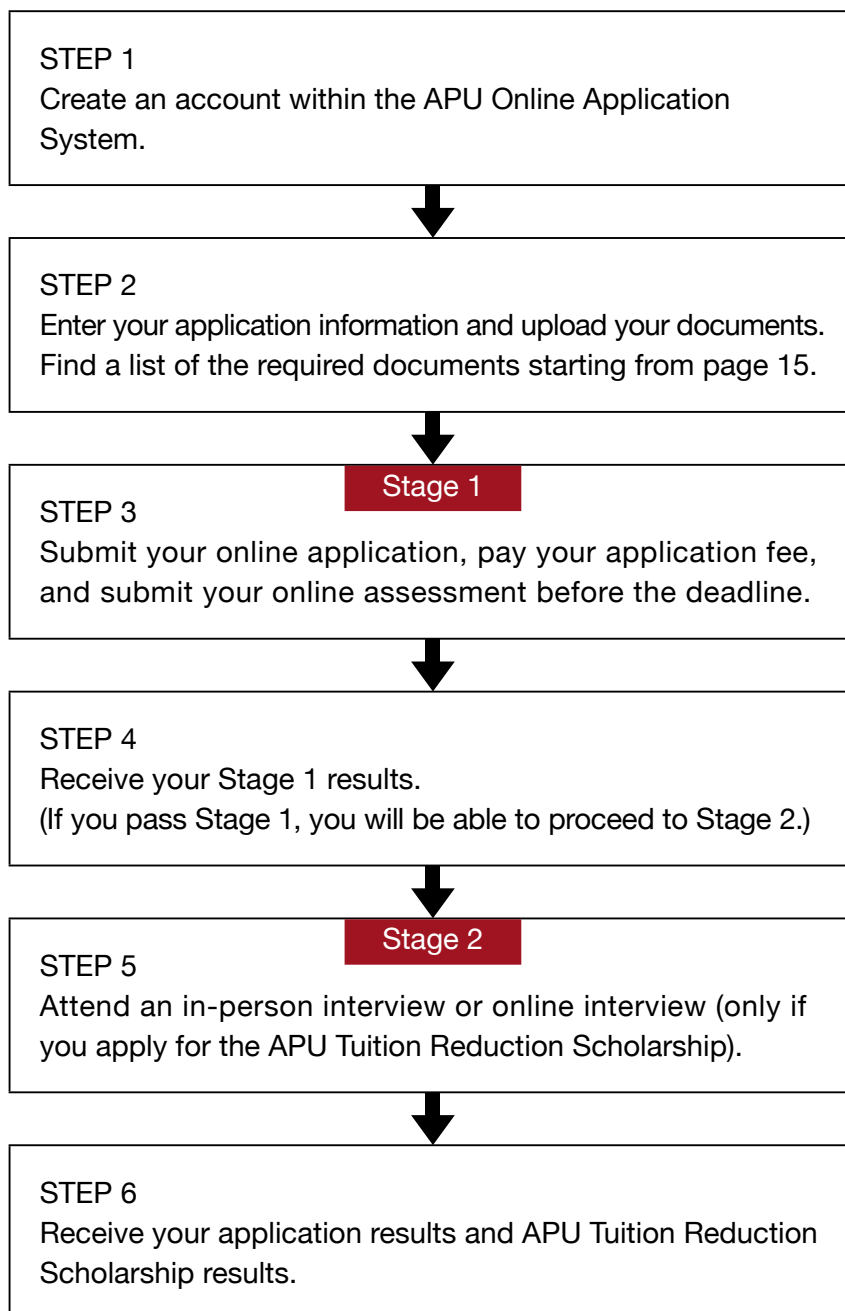 STEP 1
Create an account within the APU Online Application
System.
STEP 2
Enter your application information and upload your documents.
Find a list of the required documents starting from page 15.
Stage 1
STEP 3
Submit your online application, pay your application fee,
and submit your online assessment before the deadline.
STEP 4
Receive your Stage 1 results.
(If you pass Stage 1, you will be able to proceed to Stage 2.)
Stage 2
STEP 5
Attend an in-person interview or online interview (only if
you apply for the APU Tuition Reduction Scholarship).
STEP 6
Receive your application results and APU Tuition Reduction
Scholarship results.